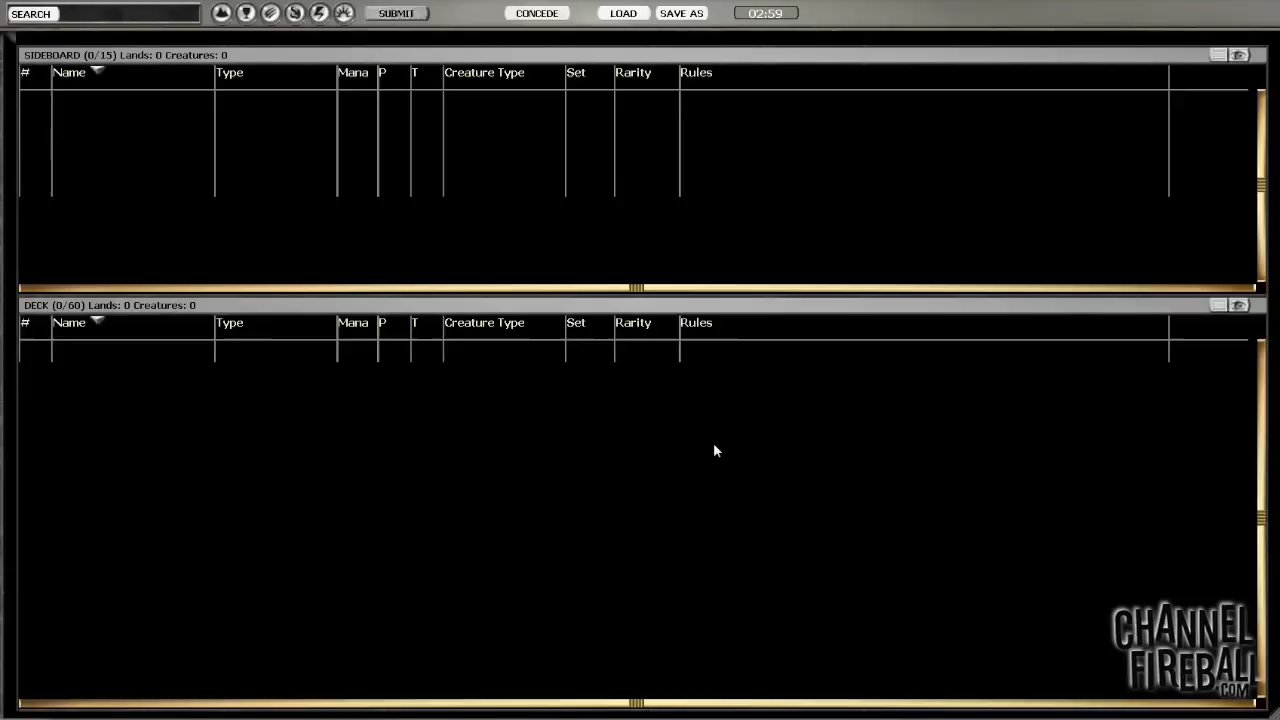 SEARCH SUBMIT CONCEDE LOAD SAVE AS 02:59
SIDEBOARD (0/15) Lands: 0 Creatures: 0
# Name Type Mana P T Creature Type Set Rarity Rules
DECK (0/60) Lands: 0 Creatures: 0
# Name Type Mana P T Creature Type Set Rarity Rules
CHANNEL
FIREBALL
.COM